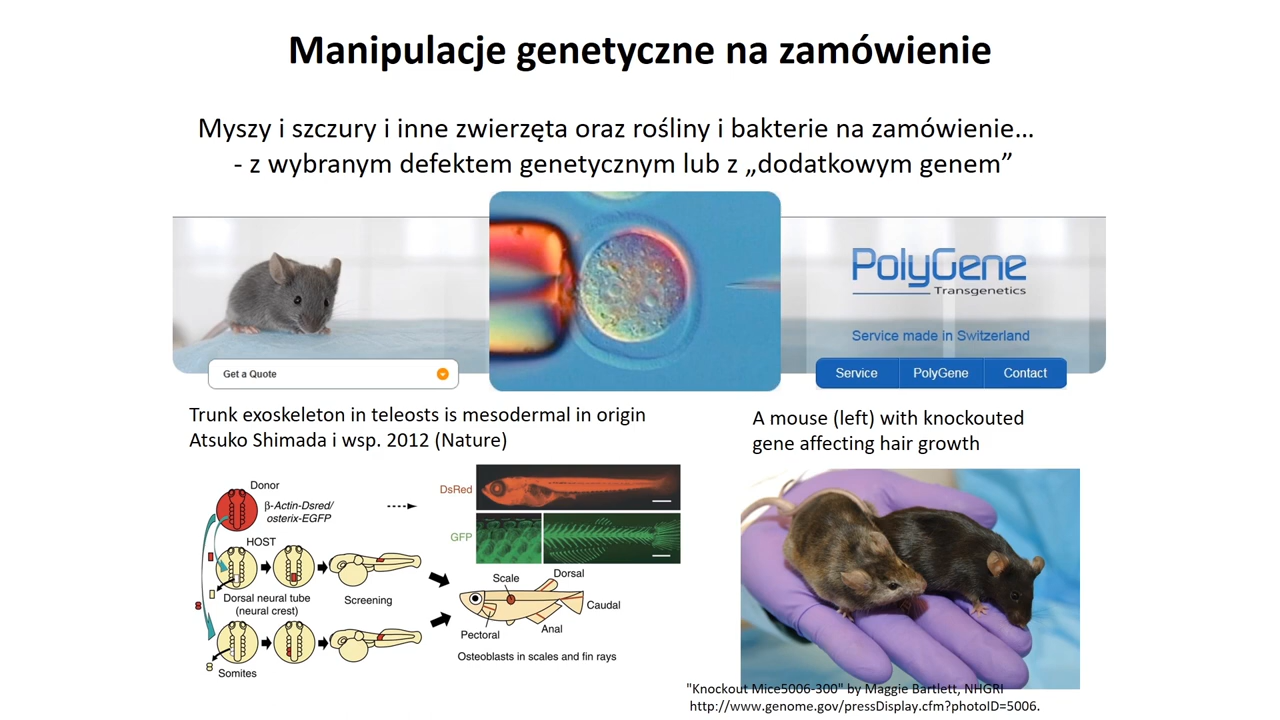 Manipulacje genetyczne na zamówienie
Myszy i szczury i inne zwierzęta oraz rośliny i bakterie na zamówienie...
- z wybranym defektem genetycznym lub z „dodatkowym genem”
PolyGene
Transgenetics
Service made in Switzerland
Get a Quote
Service PolyGene Contact
Trunk exoskeleton in teleosts is mesodermal in origin
Atsuko Shimada i wsp. 2012 (Nature)
A mouse (left) with knockouted
gene affecting hair growth
Donor
β-Actin-Dsred/
osterix-EGFP
DsRed
GFP
HOST
Dorsal neural tube
(neural crest)
Screening
Somites
Scale
Dorsal
Caudal
Anal
Pectoral
Osteoblasts in scales and fin rays
"Knockout Mice5006-300" by Maggie Bartlett, NHGRI
http://www.genome.gov/pressDisplay.cfm?photoID=5006.